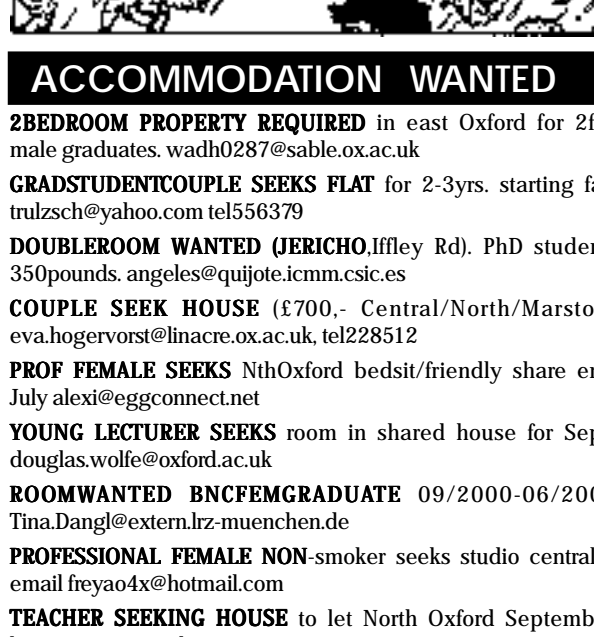 ACCOMMODATION WANTED
2BEDROOM PROPERTY REQUIRED in east Oxford for 2f
male graduates. wadh0287@sable.ox.ac.uk
GRADSTUDENTCOUPLE SEEKS FLAT for 2-3yrs. starting fa
trulzsch@yahoo.com tel556379
DOUBLEROOM WANTED (JERICHO,Iffley Rd). PhD studen
350pounds. angeles@quijote.icmm.csic.es
COUPLE SEEK HOUSE (£700,- Central/North/Marsto
eva.hogervorst@linacre.ox.ac.uk, tel228512
PROF FEMALE SEEKS NthOxford bedsit/friendly share en
July alexi@eggconnect.net
YOUNG LECTURER SEEKS room in shared house for Sep
douglas.wolfe@oxford.ac.uk
ROOMWANTED BNCFEMGRADUATE 09/2000-06/200
Tina.Dangl@extern.lrz-muenchen.de
PROFESSIONAL FEMALE NON-smoker seeks studio central
email freyao4x@hotmail.com
TEACHER SEEKING HOUSE to let North Oxford Septemb